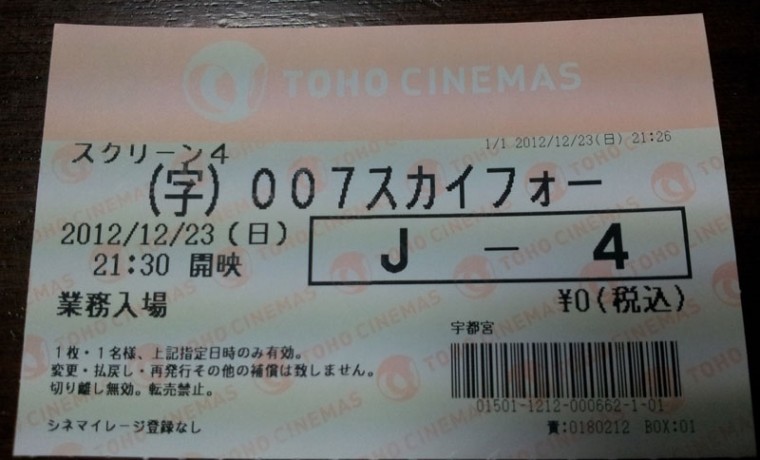 TOHO CINEMAS
1/1 2012/12/23(日) 21:26
スクリーン4
(字) 007スカイフォー
2012/12/23(日)
21:30 開映
J － 4
業務入場
¥0(税込)
宇都宮
1枚・1名様、上記指定日時のみ有効。
変更・払戻し・再発行その他の補償は致しません。
切り離し無効。転売禁止。
01501-1212-000662-1-01
シネマイレージ登録なし
責:0180212 BOX:01